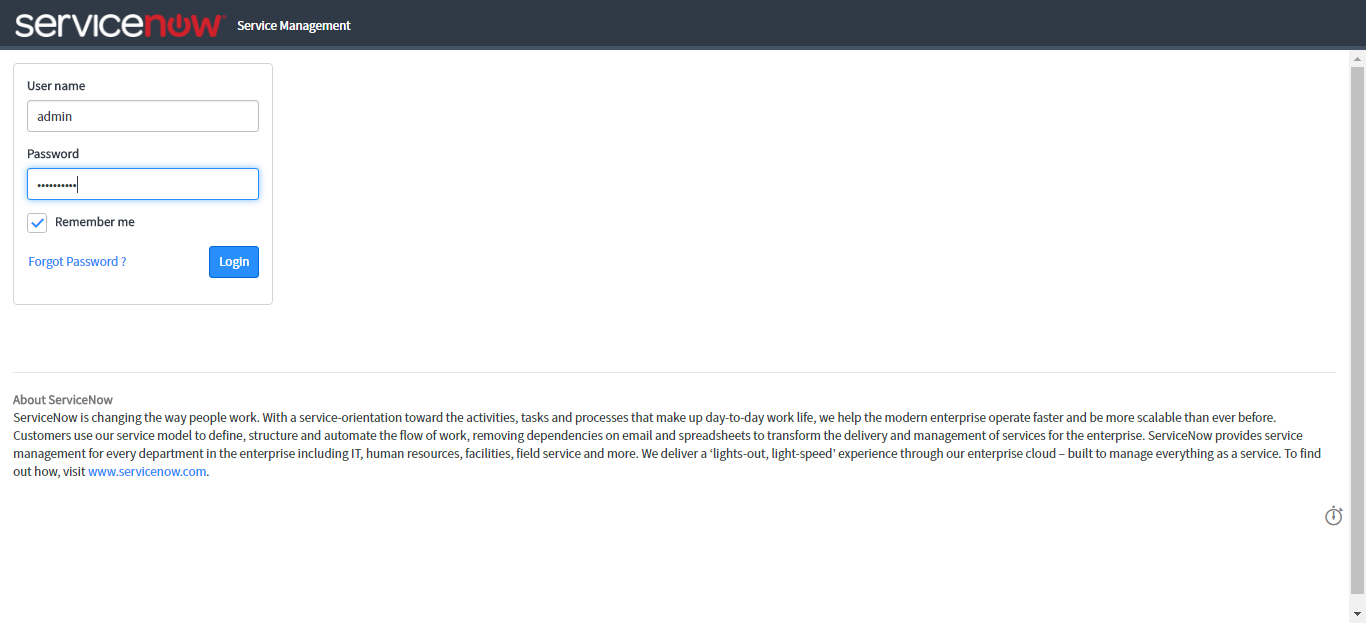 servicenow Service Management
User name
admin
Password
••••••••••
Remember me
Forgot Password ? Login
About ServiceNow
ServiceNow is changing the way people work. With a service-orientation toward the activities, tasks and processes that make up day-to-day work life, we help the modern enterprise operate faster and be more scalable than ever before.
Customers use our service model to define, structure and automate the flow of work, removing dependencies on email and spreadsheets to transform the delivery and management of services for the enterprise. ServiceNow provides service
management for every department in the enterprise including IT, human resources, facilities, field service and more. We deliver a ‘lights-out, light-speed’ experience through our enterprise cloud – built to manage everything as a service. To find
out how, visit www.servicenow.com.